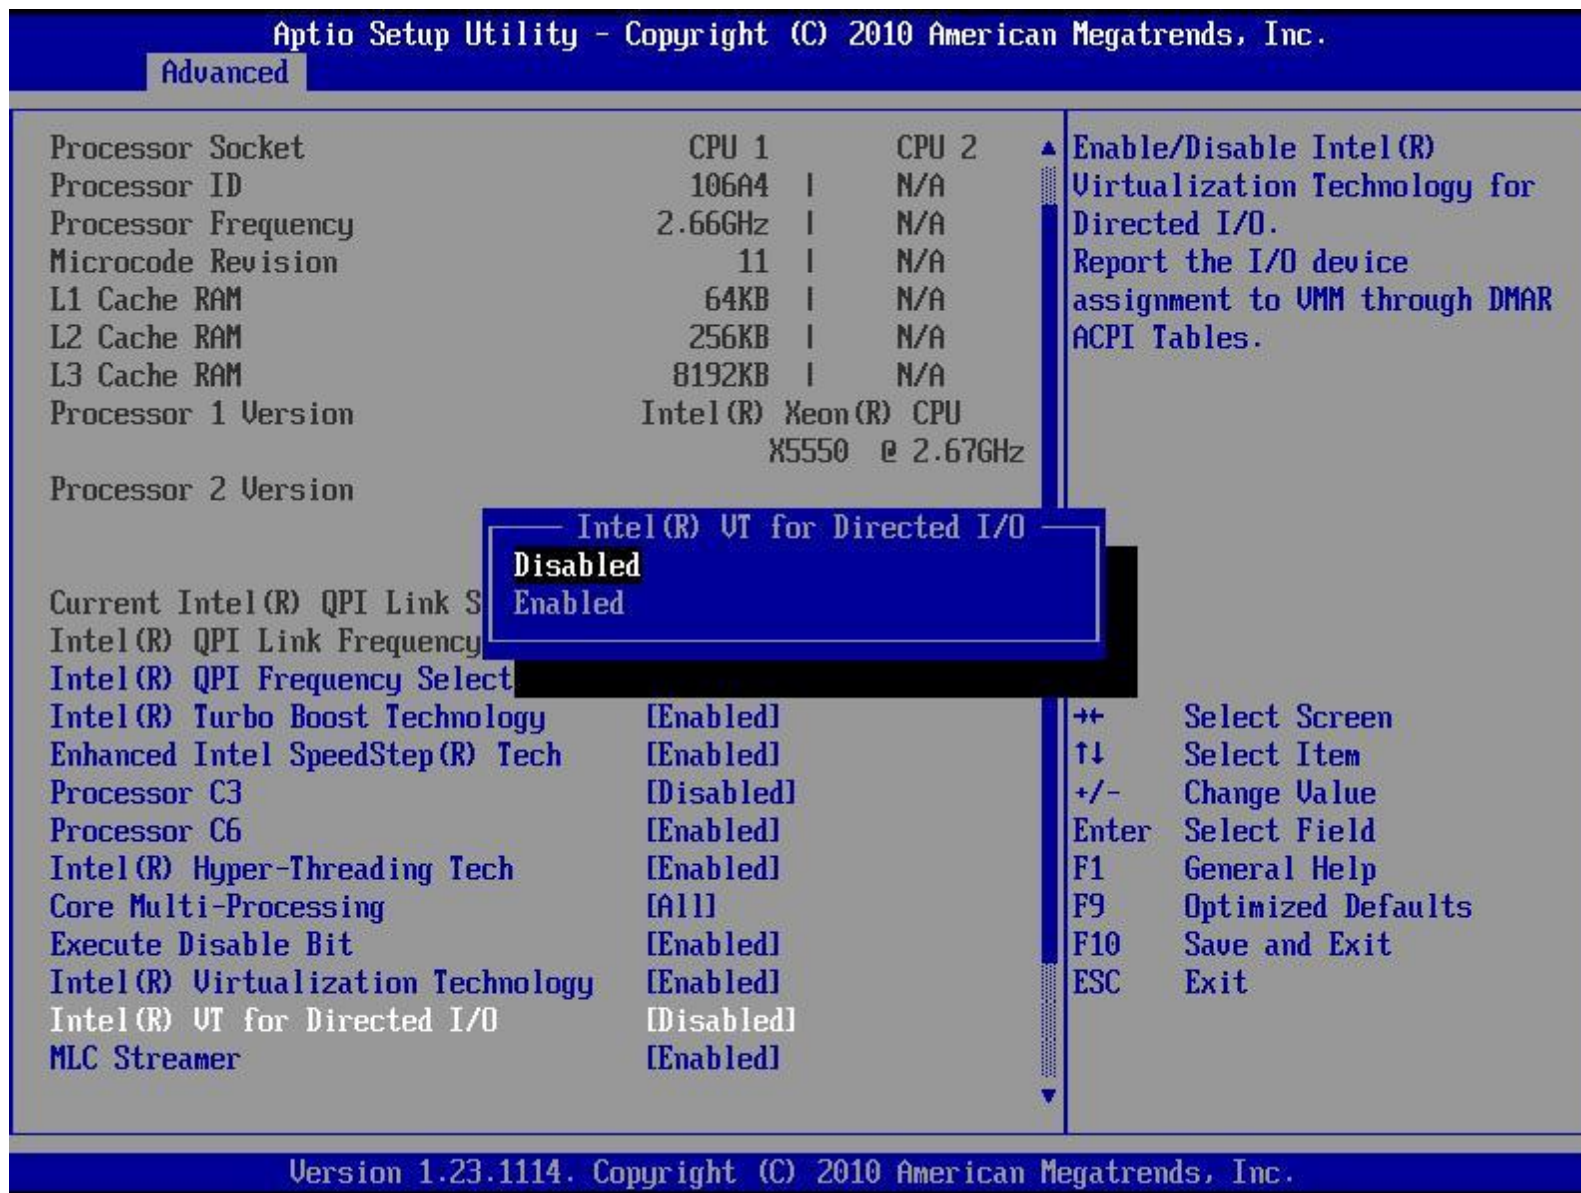 Aptio Setup Utility - Copyright (C) 2010 American Megatrends, Inc.
Advanced
Processor Socket CPU 1 CPU 2
Processor ID 106A4 | N/A
Processor Frequency 2.66GHz | N/A
Microcode Revision 11 | N/A
L1 Cache RAM 64KB | N/A
L2 Cache RAM 256KB | N/A
L3 Cache RAM 8192KB | N/A
Processor 1 Version Intel(R) Xeon(R) CPU
X5550 @ 2.67GHz
Processor 2 Version
Current Intel(R) QPI Link S
Intel(R) QPI Link Frequency
Intel(R) QPI Frequency Select
Intel(R) Turbo Boost Technology [Enabled]
Enhanced Intel SpeedStep(R) Tech [Enabled]
Processor C3 [Disabled]
Processor C6 [Enabled]
Intel(R) Hyper-Threading Tech [Enabled]
Core Multi-Processing [All]
Execute Disable Bit [Enabled]
Intel(R) Virtualization Technology [Enabled]
Intel(R) VT for Directed I/O [Disabled]
MLC Streamer [Enabled]
Intel(R) VT for Directed I/O
Disabled
Enabled
Enable/Disable Intel(R)
Virtualization Technology for
Directed I/O.
Report the I/O device
assignment to VMM through DMAR
ACPI Tables.
→← Select Screen
↑↓ Select Item
+/- Change Value
Enter Select Field
F1 General Help
F9 Optimized Defaults
F10 Save and Exit
ESC Exit
Version 1.23.1114. Copyright (C) 2010 American Megatrends, Inc.